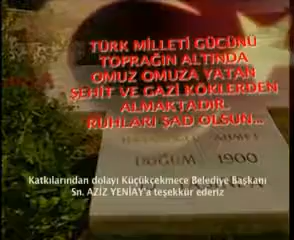 TÜRK MİLLETİ GÜCÜNÜ
TOPRAĞIN ALTINDA
OMUZ OMUZA YATAN
ŞEHİT VE GAZİ KÖKLERDEN
ALMAKTADIR.
RUHLARI ŞAD OLSUN...
AHMET
DOĞUM 1900
Katkılarından dolayı Küçükçekmece Belediye Başkanı
Sn. AZİZ YENİAY'a teşekkür ederiz